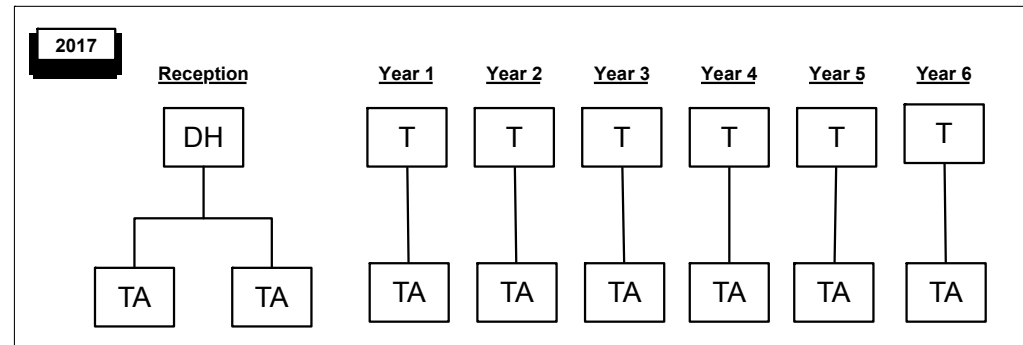 2017
Reception Year 1 Year 2 Year 3 Year 4 Year 5 Year 6
DH T T T T T T
TA TA TA TA TA TA TA TA